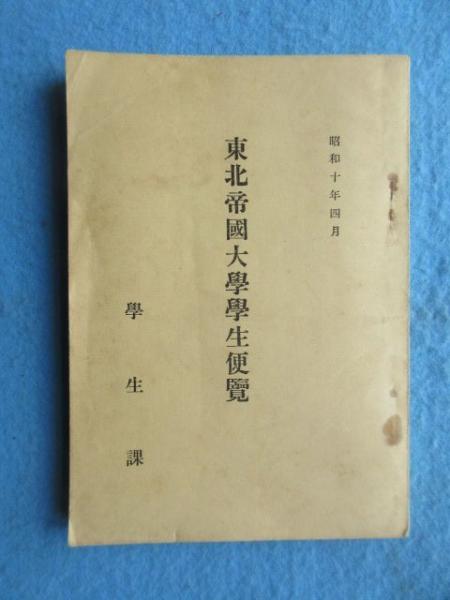 昭和十年四月
東北帝國大學學生便覽
學生課